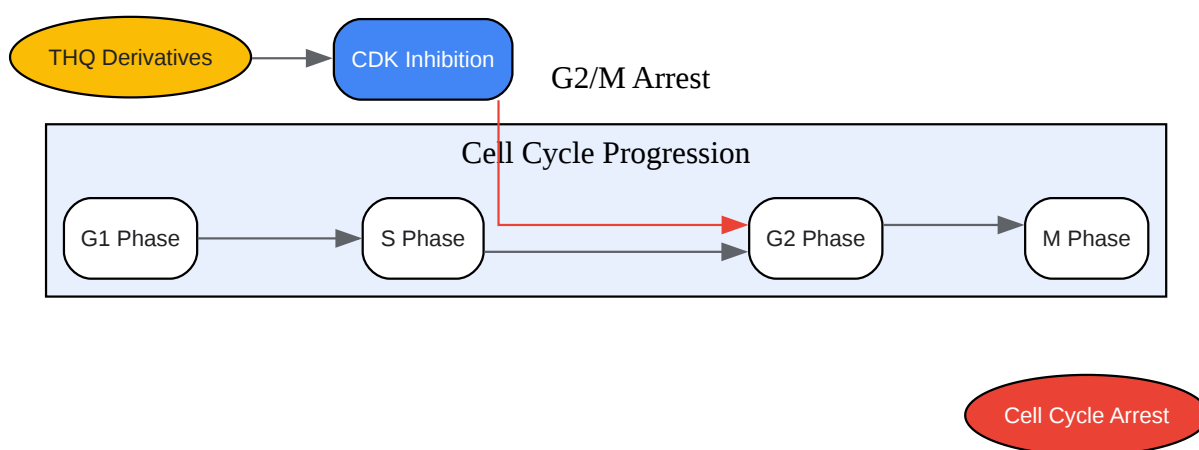 THQ Derivatives
CDK Inhibition
G2/M Arrest
Cell Cycle Progression
G1 Phase
S Phase
G2 Phase
M Phase
Cell Cycle Arrest